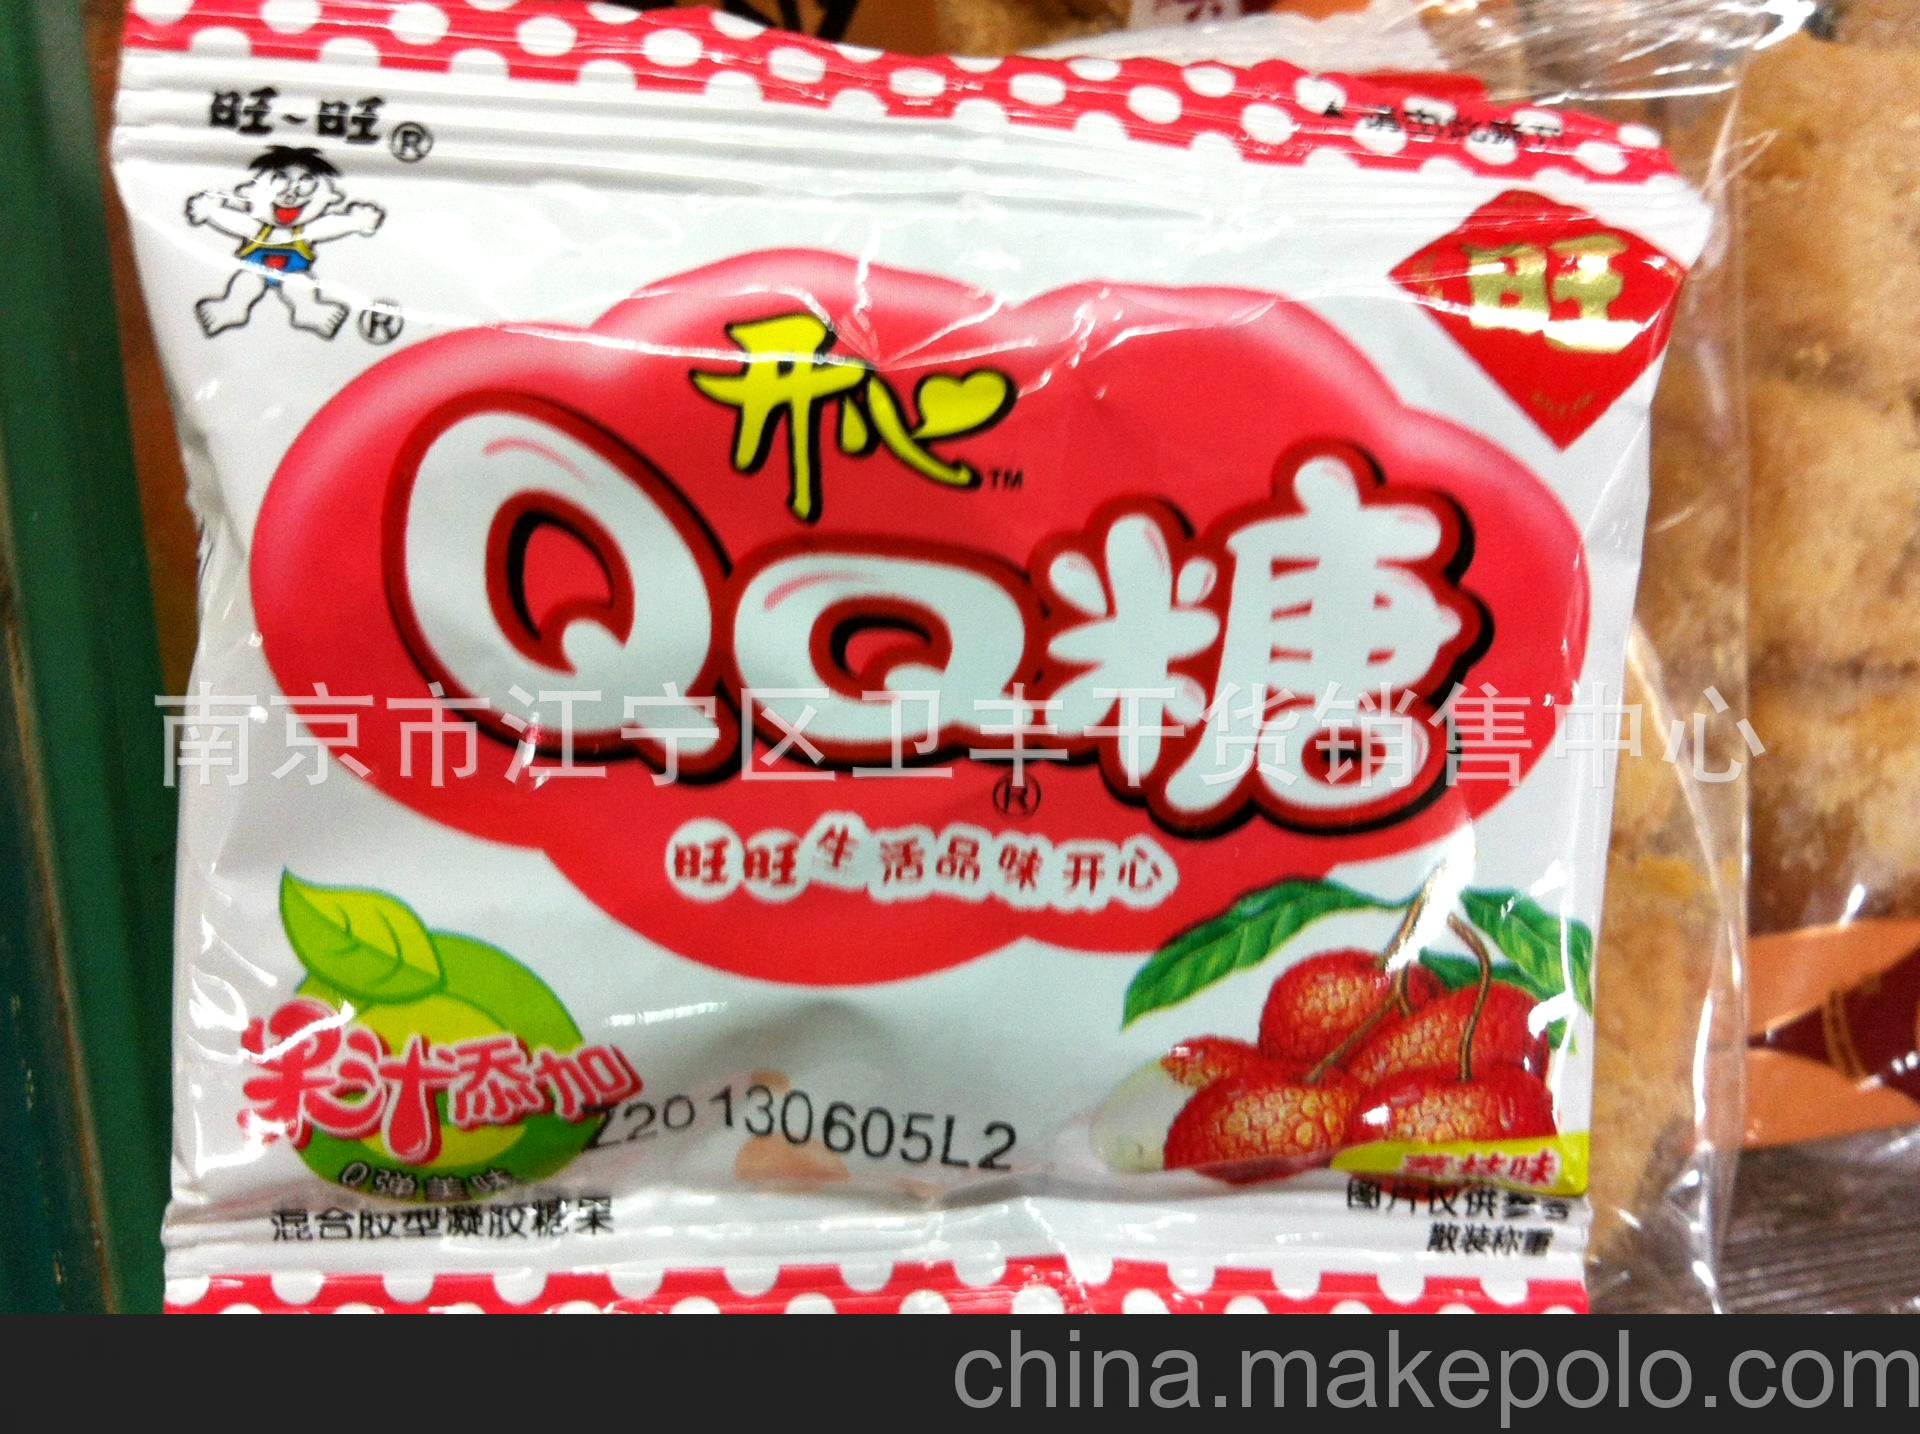 旺~旺®
®
旺
开心™
QQ糖
®
南京市江宁区卫丰干货销售中心
旺旺生活品味开心
果汁添加
Q弹美味
Z20130605L2
荔枝味
混合胶型凝胶糖果
图片仅供参考
散装称重
china.makepolo.com